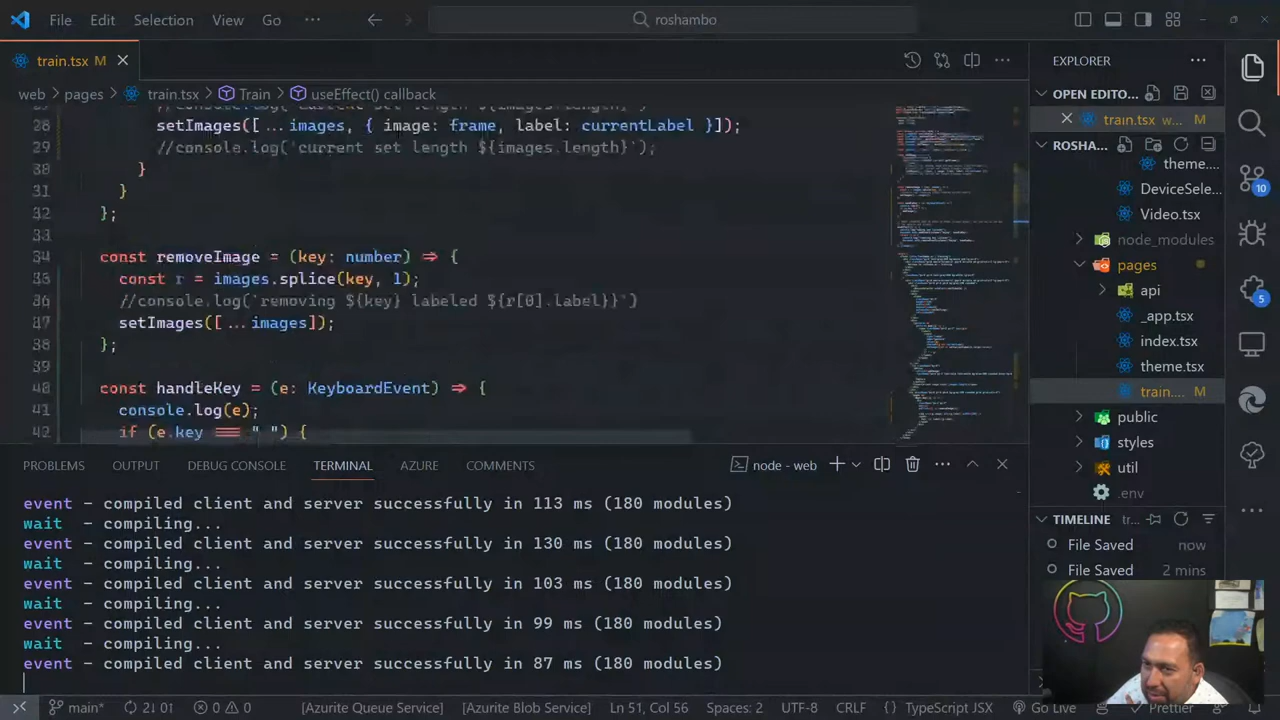 File Edit Selection View Go ··· roshambo
train.tsx M
web > pages > train.tsx > Train > useEffect() callback
28 setImages([...images, { image: frame, label: currentLabel }]);
29
30 }
31 }
32 };
33
34 const removeImage = (key: number) => {
35 const r = images.splice(key, 1);
36 //console.log(`removing ${key} labeled ${r[0].label}}`)
37 setImages([...images]);
38 };
39
40 const handleKey = (e: KeyboardEvent) => {
41 console.log(e);
42 if (e.key === " ") {
PROBLEMS OUTPUT DEBUG CONSOLE TERMINAL AZURE COMMENTS
node - web
event - compiled client and server successfully in 113 ms (180 modules)
wait - compiling...
event - compiled client and server successfully in 130 ms (180 modules)
wait - compiling...
event - compiled client and server successfully in 103 ms (180 modules)
wait - compiling...
event - compiled client and server successfully in 99 ms (180 modules)
wait - compiling...
event - compiled client and server successfully in 87 ms (180 modules)
EXPLORER
OPEN EDITO...
train.tsx w... M
ROSHA...
theme....
DeviceSele...
Video.tsx
node_modules
pages
api
_app.tsx
index.tsx
theme.tsx
train.... M
public
styles
util
.env
TIMELINE tr...
File Saved now
File Saved 2 mins
10
5
main* 21↓ 0↑ 0 0 [Azurite Queue Service] [Azurite Blob Service] Ln 51, Col 56 Spaces: 2 UTF-8 CRLF {} TypeScript JSX Go Live Prettier